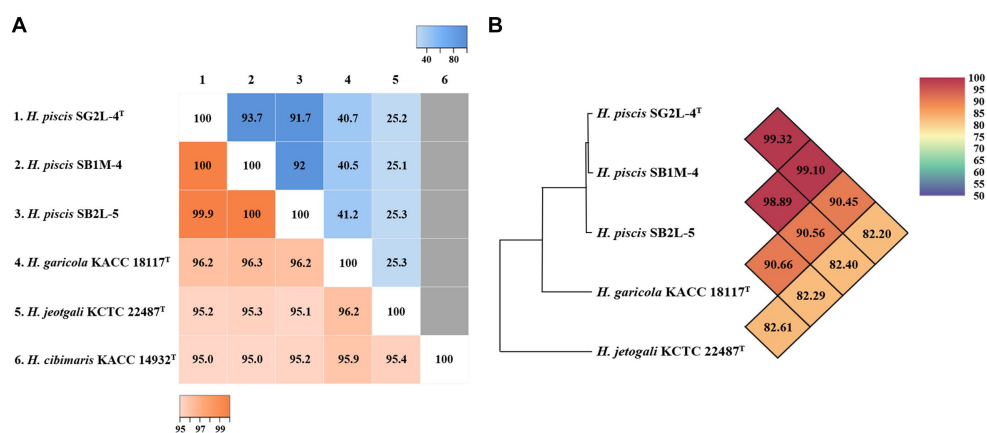 A
40 80
1 2 3 4 5 6
1. H. piscis SG2L-4ᵀ 100 93.7 91.7 40.7 25.2
2. H. piscis SB1M-4 100 100 92 40.5 25.1
3. H. piscis SB2L-5 99.9 100 100 41.2 25.3
4. H. garicola KACC 18117ᵀ 96.2 96.3 96.2 100 25.3
5. H. jeotgali KCTC 22487ᵀ 95.2 95.3 95.1 96.2 100
6. H. cibimaris KACC 14932ᵀ 95.0 95.0 95.2 95.9 95.4 100
95 97 99
B
100
95
90
85
80
75
70
65
60
55
50
H. piscis SG2L-4ᵀ
H. piscis SB1M-4
H. piscis SB2L-5
H. garicola KACC 18117ᵀ
H. jetogali KCTC 22487ᵀ
99.32
99.10
98.89 90.45
90.56 82.20
90.66 82.40
82.29
82.61